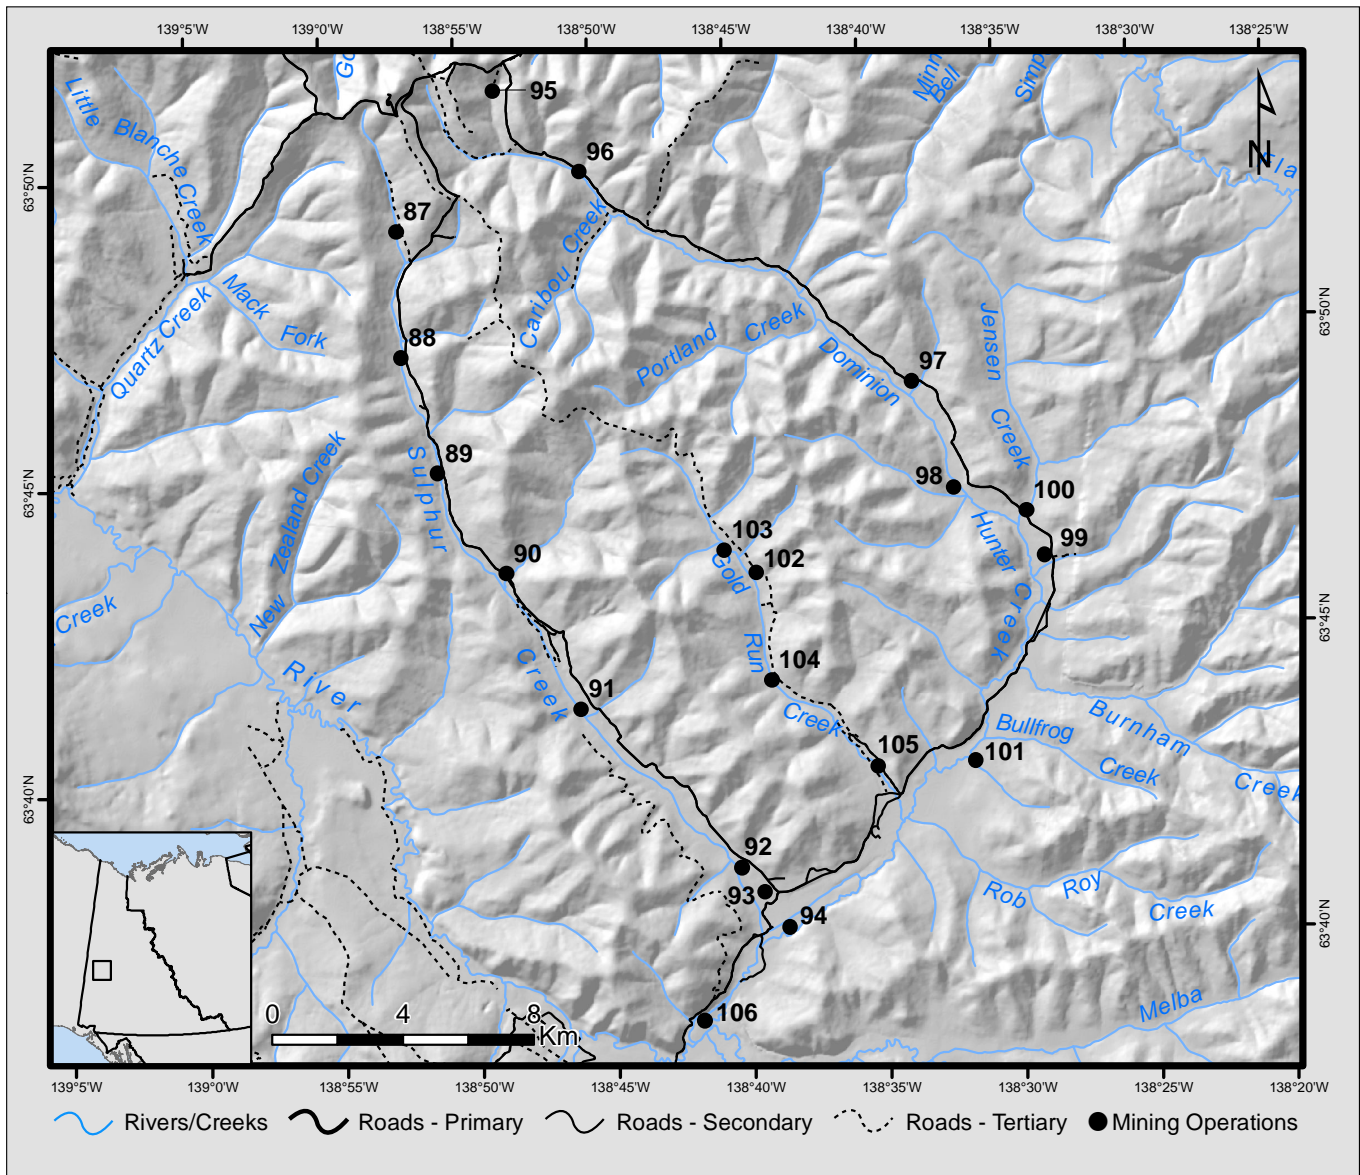 139°5'W 139°0'W 138°55'W 138°50'W 138°45'W 138°40'W 138°35'W 138°30'W 138°25'W
Little
Blanche
Creek
Go
Minn
Bell
Simp
N
Cla
95
96
63°50'N
87
Caribou Creek
Mack
Fork
Quartz Creek
Portland Creek
Jensen
Creek
63°50'N
88
Dominion
97
89
Sulphur
Creek
New Zealand Creek
98
100
63°45'N
103
102
99
Gold
Run
Creek
Hunter Creek
90
Creek
63°45'N
River
104
91
Burnham
Creek
Bullfrog
Creek
105
101
63°40'N
92
93
94
Rob Roy
Creek
63°40'N
Melba
106
0 4 8
Km
139°5'W 139°0'W 138°55'W 138°50'W 138°45'W 138°40'W 138°35'W 138°30'W 138°25'W 138°20'W
Rivers/Creeks Roads - Primary Roads - Secondary Roads - Tertiary Mining Operations